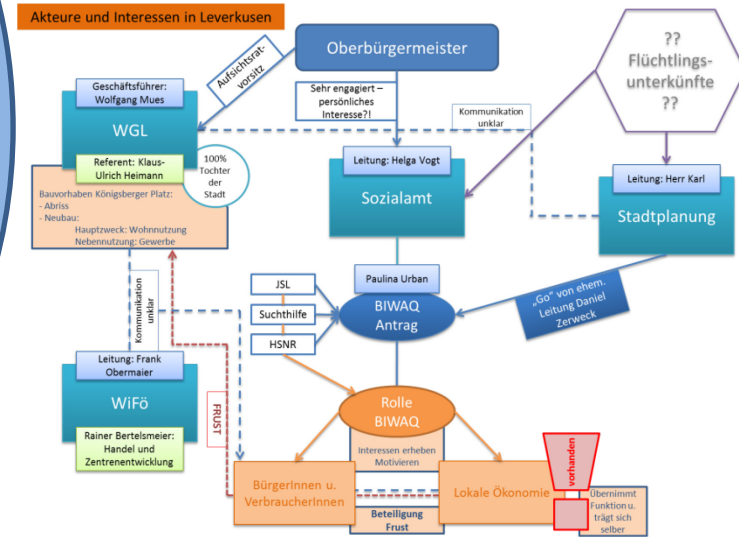 Akteure und Interessen in Leverkusen
Oberbürgermeister
??
Flüchtlings-
unterkünfte
??
Aufsichtsrat-
vorsitz
Sehr engagiert –
persönliches
Interesse?!
Geschäftsführer:
Wolfgang Mues
WGL
Referent: Klaus-
Ulrich Heimann
100%
Tochter
der
Stadt
Kommunikation
unklar
Leitung: Helga Vogt
Sozialamt
Leitung: Herr Karl
Stadtplanung
Bauvorhaben Königsberger Platz:
- Abriss
- Neubau:
Hauptzweck: Wohnnutzung
Nebennutzung: Gewerbe
Kommunikation
unklar
JSL
Suchthilfe
HSNR
Paulina Urban
BIWAQ
Antrag
„Go" von ehem.
Leitung Daniel
Zerweck
Leitung: Frank
Obermaier
WiFö
Rainer Bertelsmeier:
Handel und
Zentrenentwicklung
FRUST
Rolle
BIWAQ
Interessen erheben
Motivieren
BürgerInnen u.
VerbraucherInnen
Lokale Ökonomie
vorhanden
Beteiligung
Frust
Übernimmt
Funktion u.
trägt sich
selber